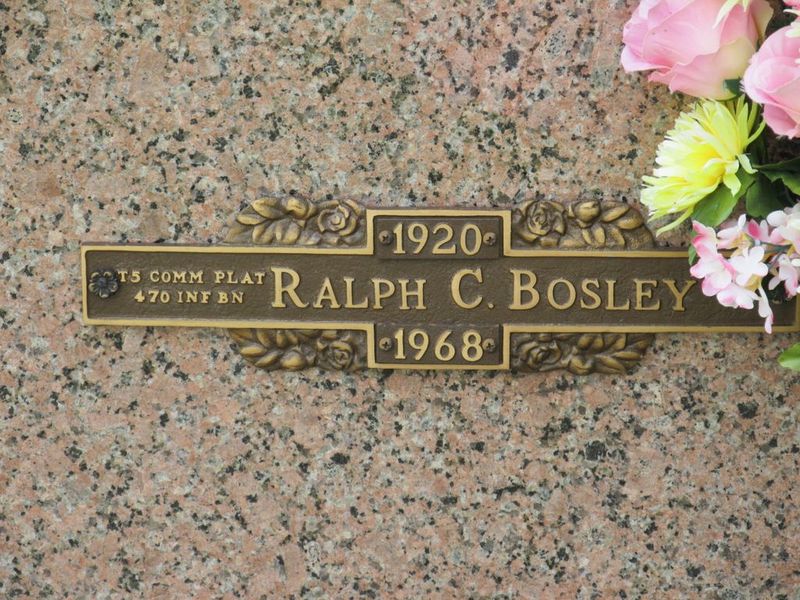 1920
T5 COMM PLAT
470 INF BN
RALPH C. BOSLEY
1968